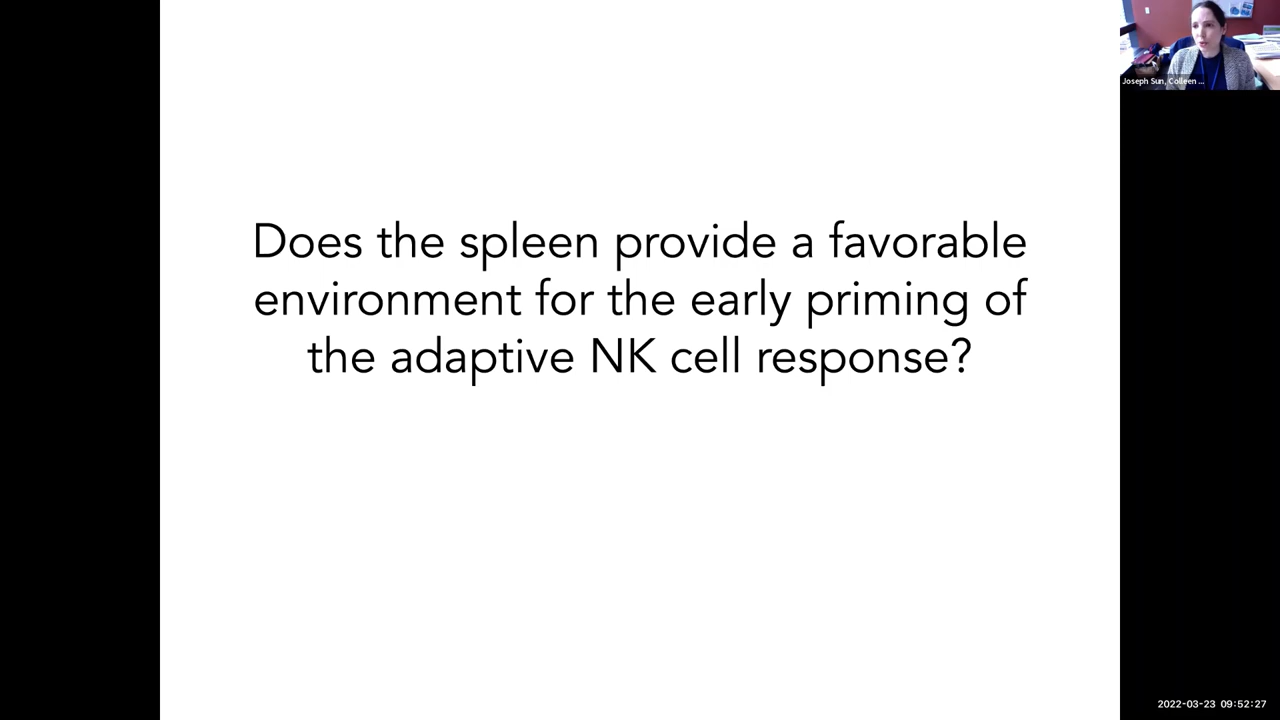 Joseph Sun, Colleen ...
Does the spleen provide a favorable
environment for the early priming of
the adaptive NK cell response?
2022-03-23 09:52:27